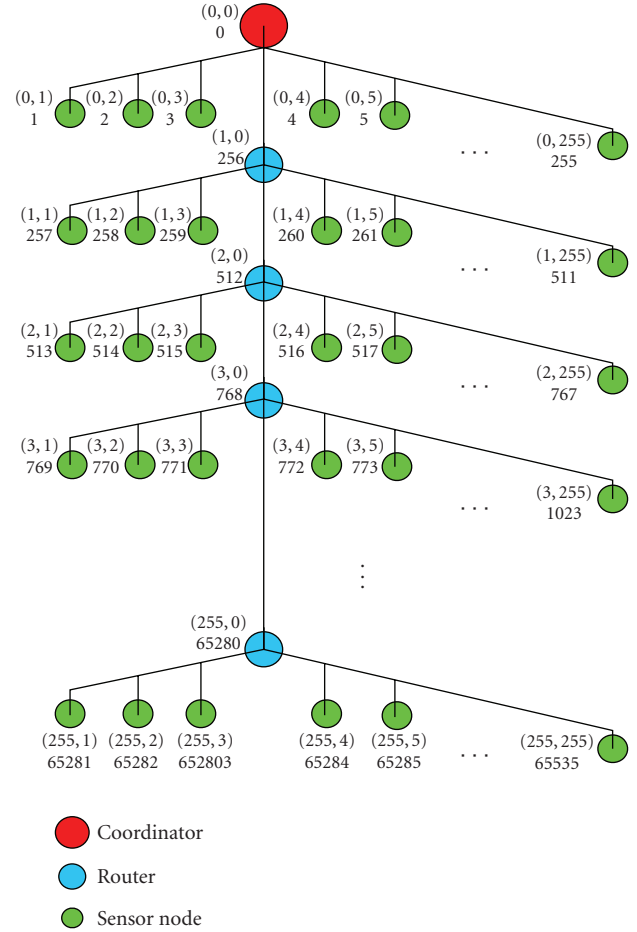 (0, 0)
0
(0, 1) (0, 2) (0, 3) (0, 4) (0, 5)
1 2 3 4 5
(0, 255)
. . . 255
(1, 0)
256
(1, 1) (1, 2) (1, 3) (1, 4) (1, 5)
257 258 259 260 261
(1, 255)
. . . 511
(2, 0)
512
(2, 1) (2, 2) (2, 3) (2, 4) (2, 5)
513 514 515 516 517
(2, 255)
. . . 767
(3, 0)
768
(3, 1) (3, 2) (3, 3) (3, 4) (3, 5)
769 770 771 772 773
(3, 255)
. . . 1023
⋮
(255, 0)
65280
(255, 1) (255, 2) (255, 3) (255, 4) (255, 5) (255, 255)
65281 65282 652803 65284 65285 . . . 65535
Coordinator
Router
Sensor node